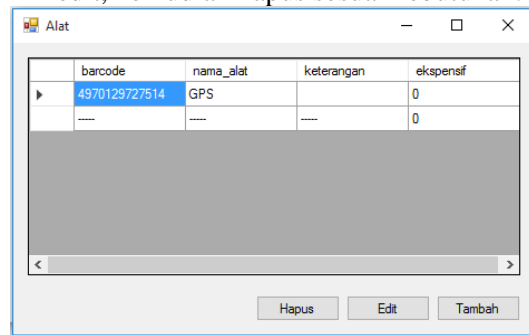 Alat
barcode nama_alat keterangan ekspensif
4970129727514 GPS 0
----- ----- ----- 0
Hapus Edit Tambah